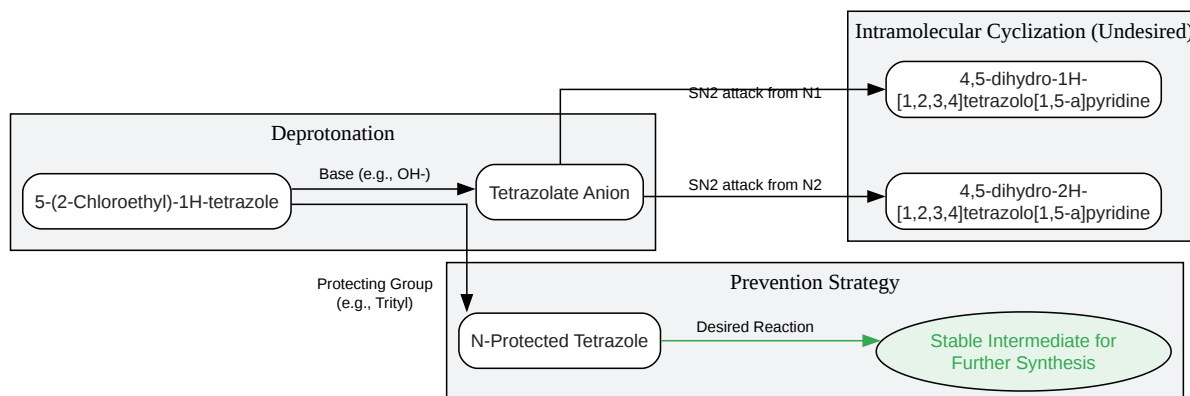 Intramolecular Cyclization (Undesired)
4,5-dihydro-1H-
[1,2,3,4]tetrazolo[1,5-a]pyridine
SN2 attack from N1
Deprotonation
Base (e.g., OH-)
5-(2-Chloroethyl)-1H-tetrazole
Tetrazolate Anion
SN2 attack from N2
4,5-dihydro-2H-
[1,2,3,4]tetrazolo[1,5-a]pyridine
Protecting Group
(e.g., Trityl)
Prevention Strategy
N-Protected Tetrazole
Desired Reaction
Stable Intermediate for
Further Synthesis